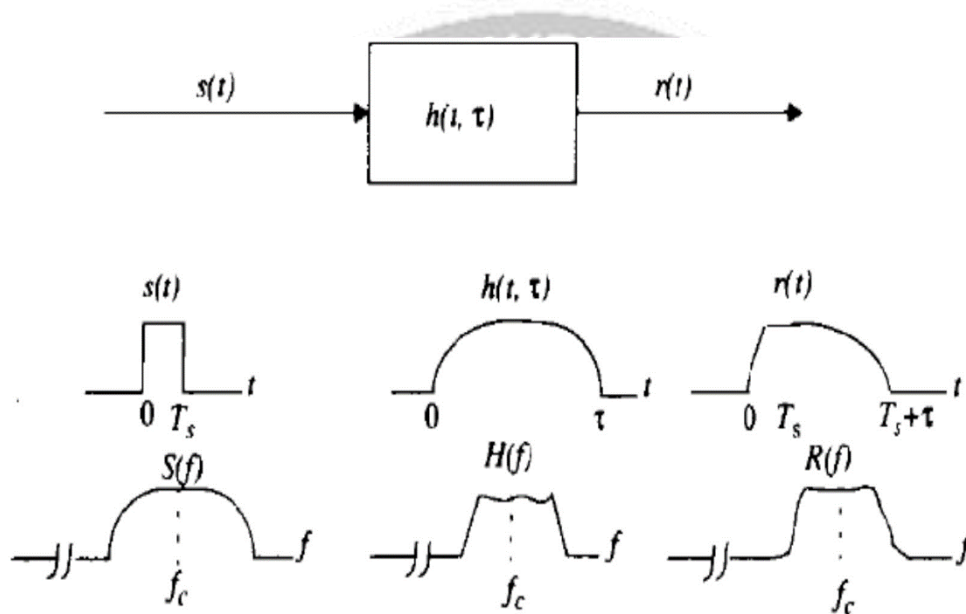 s(t) h(t, τ) r(t)
s(t) h(t, τ) r(t)
t t t
0 T_s 0 τ 0 T_s T_s+τ
S(f) H(f) R(f)
f f f
f_c f_c f_c